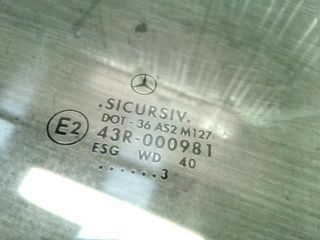 .SICURSIV.
DOT - 36 AS2 M127
E2 43R-000981
ESG WD 40
......3